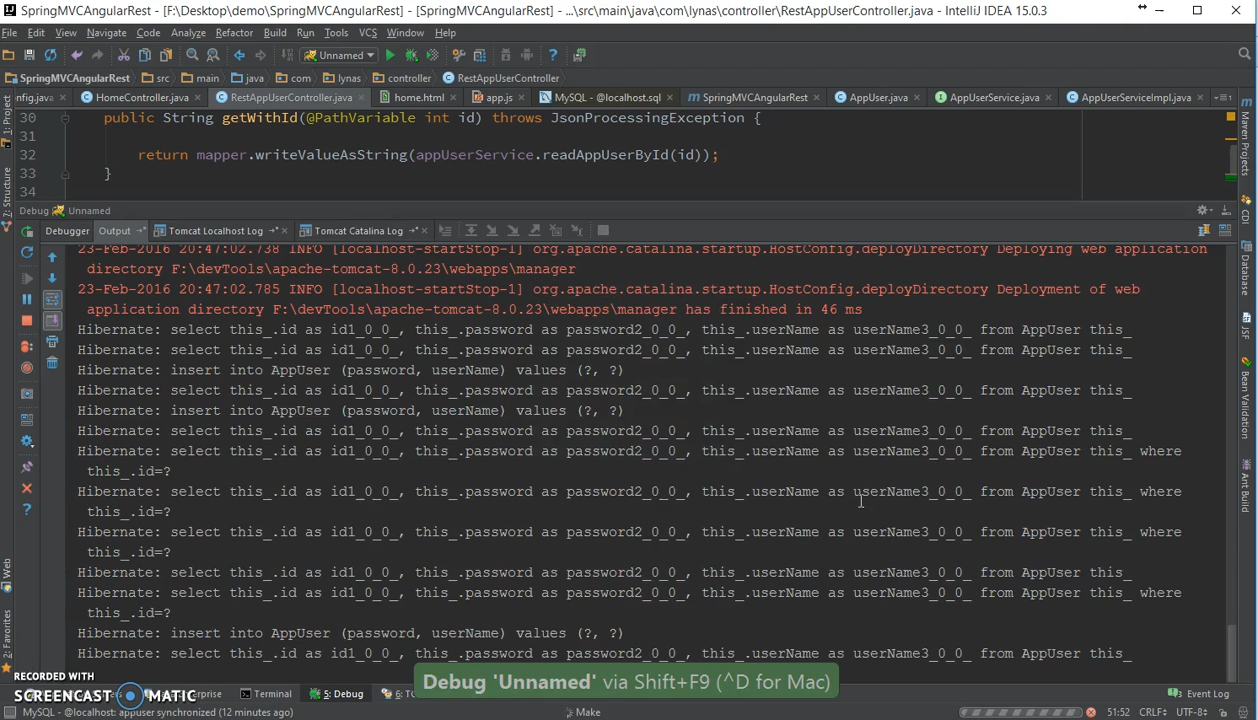 SpringMVCAngularRest - [F:\Desktop\demo\SpringMVCAngularRest] - [SpringMVCAngularRest] - ...\src\main\java\com\lynas\controller\RestAppUserController.java - IntelliJ IDEA 15.0.3
File Edit View Navigate Code Analyze Refactor Build Run Tools VCS Window Help
Unnamed
SpringMVCAngularRest src main java com lynas controller RestAppUserController
nfig.java HomeController.java RestAppUserController.java home.html app.js MySQL - @localhost.sql SpringMVCAngularRest AppUser.java AppUserService.java AppUserServiceImpl.java
30 public String getWithId(@PathVariable int id) throws JsonProcessingException {
31
32 return mapper.writeValueAsString(appUserService.readAppUserById(id));
33 }
34
Debug Unnamed
Debugger Output Tomcat Localhost Log Tomcat Catalina Log
23-Feb-2016 20:47:02.738 INFO [localhost-startStop-1] org.apache.catalina.startup.HostConfig.deployDirectory Deploying web application
directory F:\devTools\apache-tomcat-8.0.23\webapps\manager
23-Feb-2016 20:47:02.785 INFO [localhost-startStop-1] org.apache.catalina.startup.HostConfig.deployDirectory Deployment of web
application directory F:\devTools\apache-tomcat-8.0.23\webapps\manager has finished in 46 ms
Hibernate: select this_.id as id1_0_0_, this_.password as password2_0_0_, this_.userName as userName3_0_0_ from AppUser this_
Hibernate: select this_.id as id1_0_0_, this_.password as password2_0_0_, this_.userName as userName3_0_0_ from AppUser this_
Hibernate: insert into AppUser (password, userName) values (?, ?)
Hibernate: select this_.id as id1_0_0_, this_.password as password2_0_0_, this_.userName as userName3_0_0_ from AppUser this_
Hibernate: insert into AppUser (password, userName) values (?, ?)
Hibernate: select this_.id as id1_0_0_, this_.password as password2_0_0_, this_.userName as userName3_0_0_ from AppUser this_
Hibernate: select this_.id as id1_0_0_, this_.password as password2_0_0_, this_.userName as userName3_0_0_ from AppUser this_ where
this_.id=?
Hibernate: select this_.id as id1_0_0_, this_.password as password2_0_0_, this_.userName as userName3_0_0_ from AppUser this_ where
this_.id=?
Hibernate: select this_.id as id1_0_0_, this_.password as password2_0_0_, this_.userName as userName3_0_0_ from AppUser this_ where
this_.id=?
Hibernate: select this_.id as id1_0_0_, this_.password as password2_0_0_, this_.userName as userName3_0_0_ from AppUser this_
Hibernate: select this_.id as id1_0_0_, this_.password as password2_0_0_, this_.userName as userName3_0_0_ from AppUser this_ where
this_.id=?
Hibernate: insert into AppUser (password, userName) values (?, ?)
Hibernate: select this_.id as id1_0_0_, this_.password as password2_0_0_, this_.userName as userName3_0_0_ from AppUser this_
Debug 'Unnamed' via Shift+F9 (^D for Mac)
RECORDED WITH
SCREENCAST MATIC
Terminal 5: Debug Event Log
MySQL - @localhost: appuser synchronized (12 minutes ago) Make 51:52 CRLF UTF-8
1: Project
7: Structure
Web
2: Favorites
Maven Projects
CDI
Database
JSF
Bean Validation
Ant Build